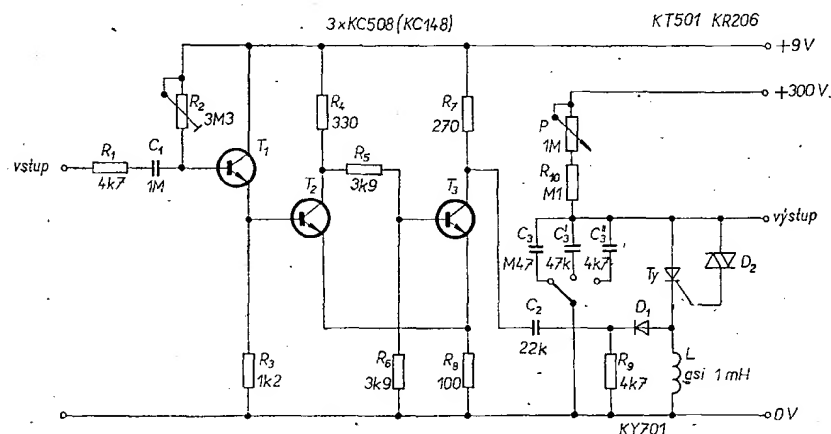 3xKC508 (KC148)
KT501 KR206
+9V
+300V
R2
3M3
R4
330
R7
270
P
1M
R1
4k7
C1
1M
T1
R5
3k9
R10
M1
vstup
T2
T3
výstup
C3
M47
C3'
47k
C3''
4k7
Ty
D2
C2
22k
D1
R3
1k2
R6
3k9
R8
100
R9
4k7
L
asi 1 mH
0V
KY701